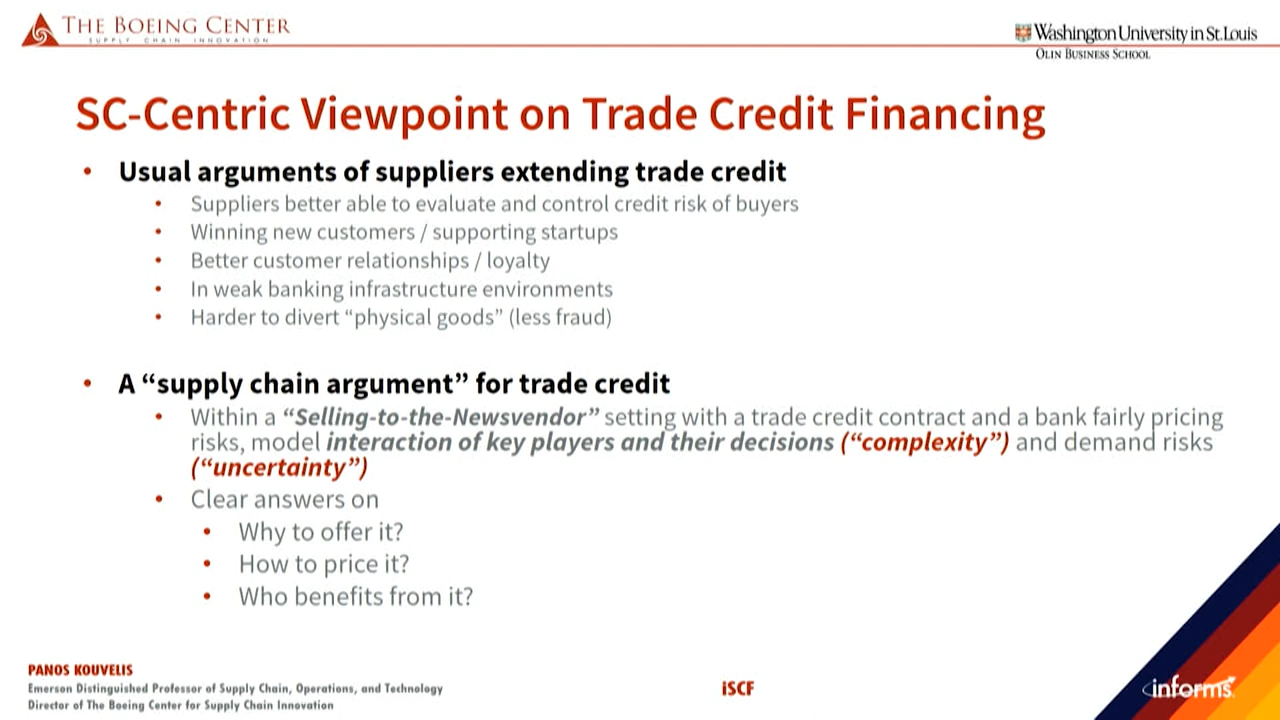 THE BOEING CENTER
SUPPLY CHAIN INNOVATION
Washington University in St. Louis
OLIN BUSINESS SCHOOL
SC-Centric Viewpoint on Trade Credit Financing
• Usual arguments of suppliers extending trade credit
• Suppliers better able to evaluate and control credit risk of buyers
• Winning new customers / supporting startups
• Better customer relationships / loyalty
• In weak banking infrastructure environments
• Harder to divert “physical goods” (less fraud)
• A “supply chain argument” for trade credit
• Within a “Selling-to-the-Newsvendor” setting with a trade credit contract and a bank fairly pricing
risks, model interaction of key players and their decisions (“complexity”) and demand risks
(“uncertainty”)
• Clear answers on
• Why to offer it?
• How to price it?
• Who benefits from it?
PANOS KOUVELIS
Emerson Distinguished Professor of Supply Chain, Operations, and Technology
Director of The Boeing Center for Supply Chain Innovation
iSCF
informs